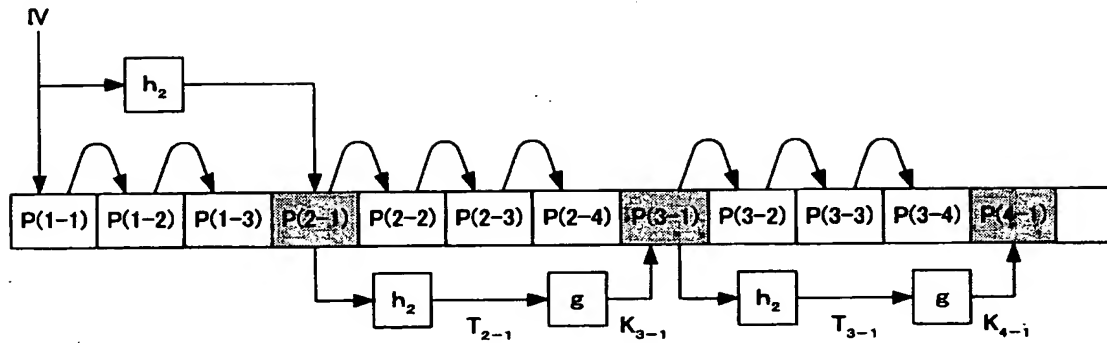 IV
h₂
P(1-1) P(1-2) P(1-3) P(2-1) P(2-2) P(2-3) P(2-4) P(3-1) P(3-2) P(3-3) P(3-4) P(4-1)
h₂ T₂₋₁ g K₃₋₁ h₂ T₃₋₁ g K₄₋₁